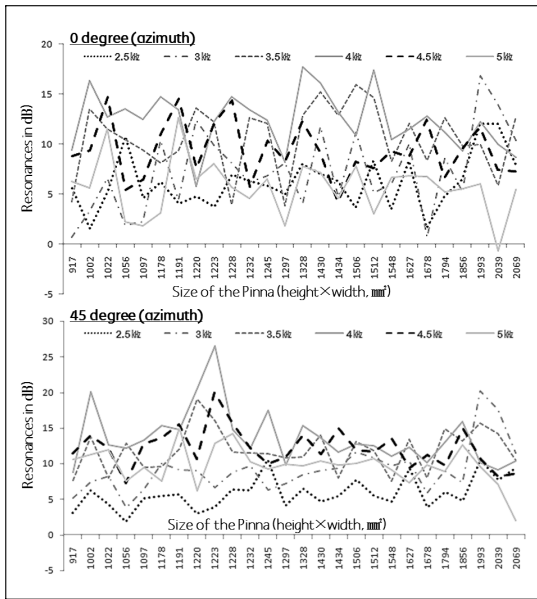 0 degree (azimuth)
2.5㎑ 3㎑ 3.5㎑ 4㎑ 4.5㎑ 5㎑
20
15
10
5
0
-5
Resonances in dB)
917 1002 1022 1056 1097 1178 1191 1220 1223 1228 1232 1245 1297 1328 1430 1434 1506 1512 1548 1627 1678 1794 1856 1993 2039 2069
Size of the Pinna (height×width, ㎟)
45 degree (azimuth)
2.5㎑ 3㎑ 3.5㎑ 4㎑ 4.5㎑ 5㎑
30
25
20
15
10
5
0
-5
Resonances in dB)
Size of the Pinna (height×width, ㎟)
917 1002 1022 1056 1097 1178 1191 1220 1223 1228 1232 1245 1297 1328 1430 1434 1506 1512 1548 1627 1678 1794 1856 1993 2039 2069